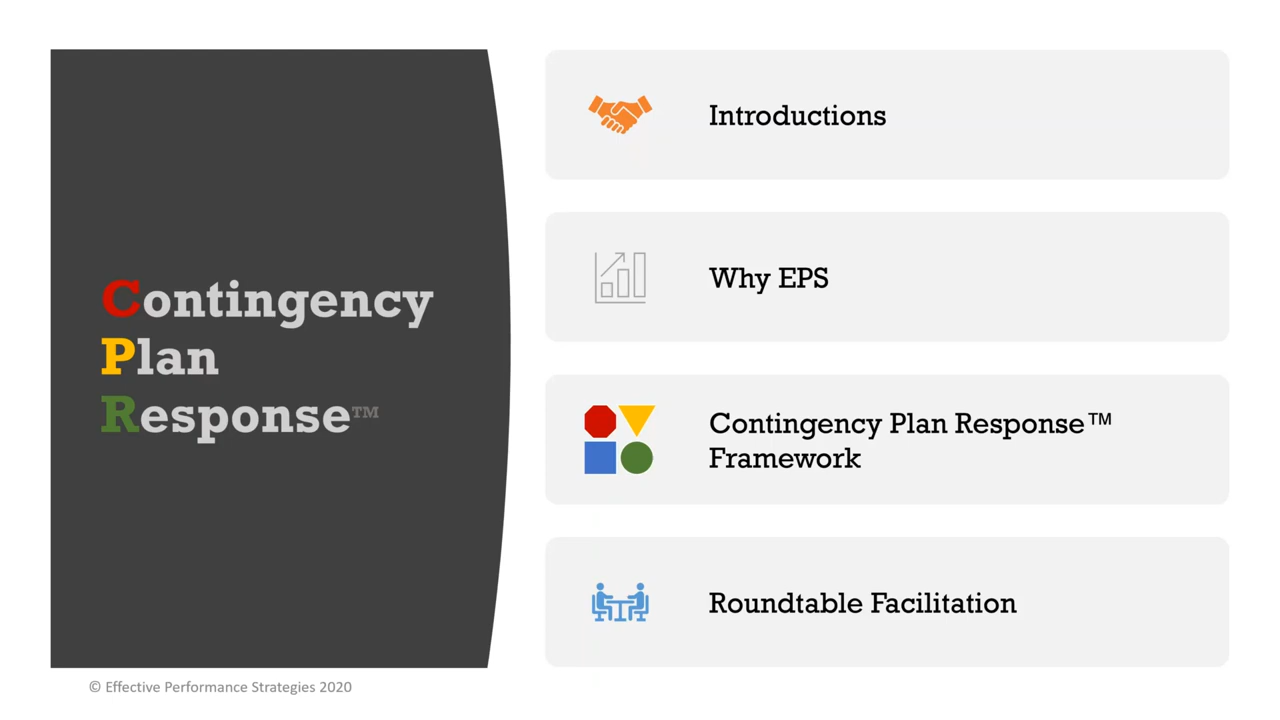 Contingency
Plan
Response™
Introductions
Why EPS
Contingency Plan Response™
Framework
Roundtable Facilitation
© Effective Performance Strategies 2020